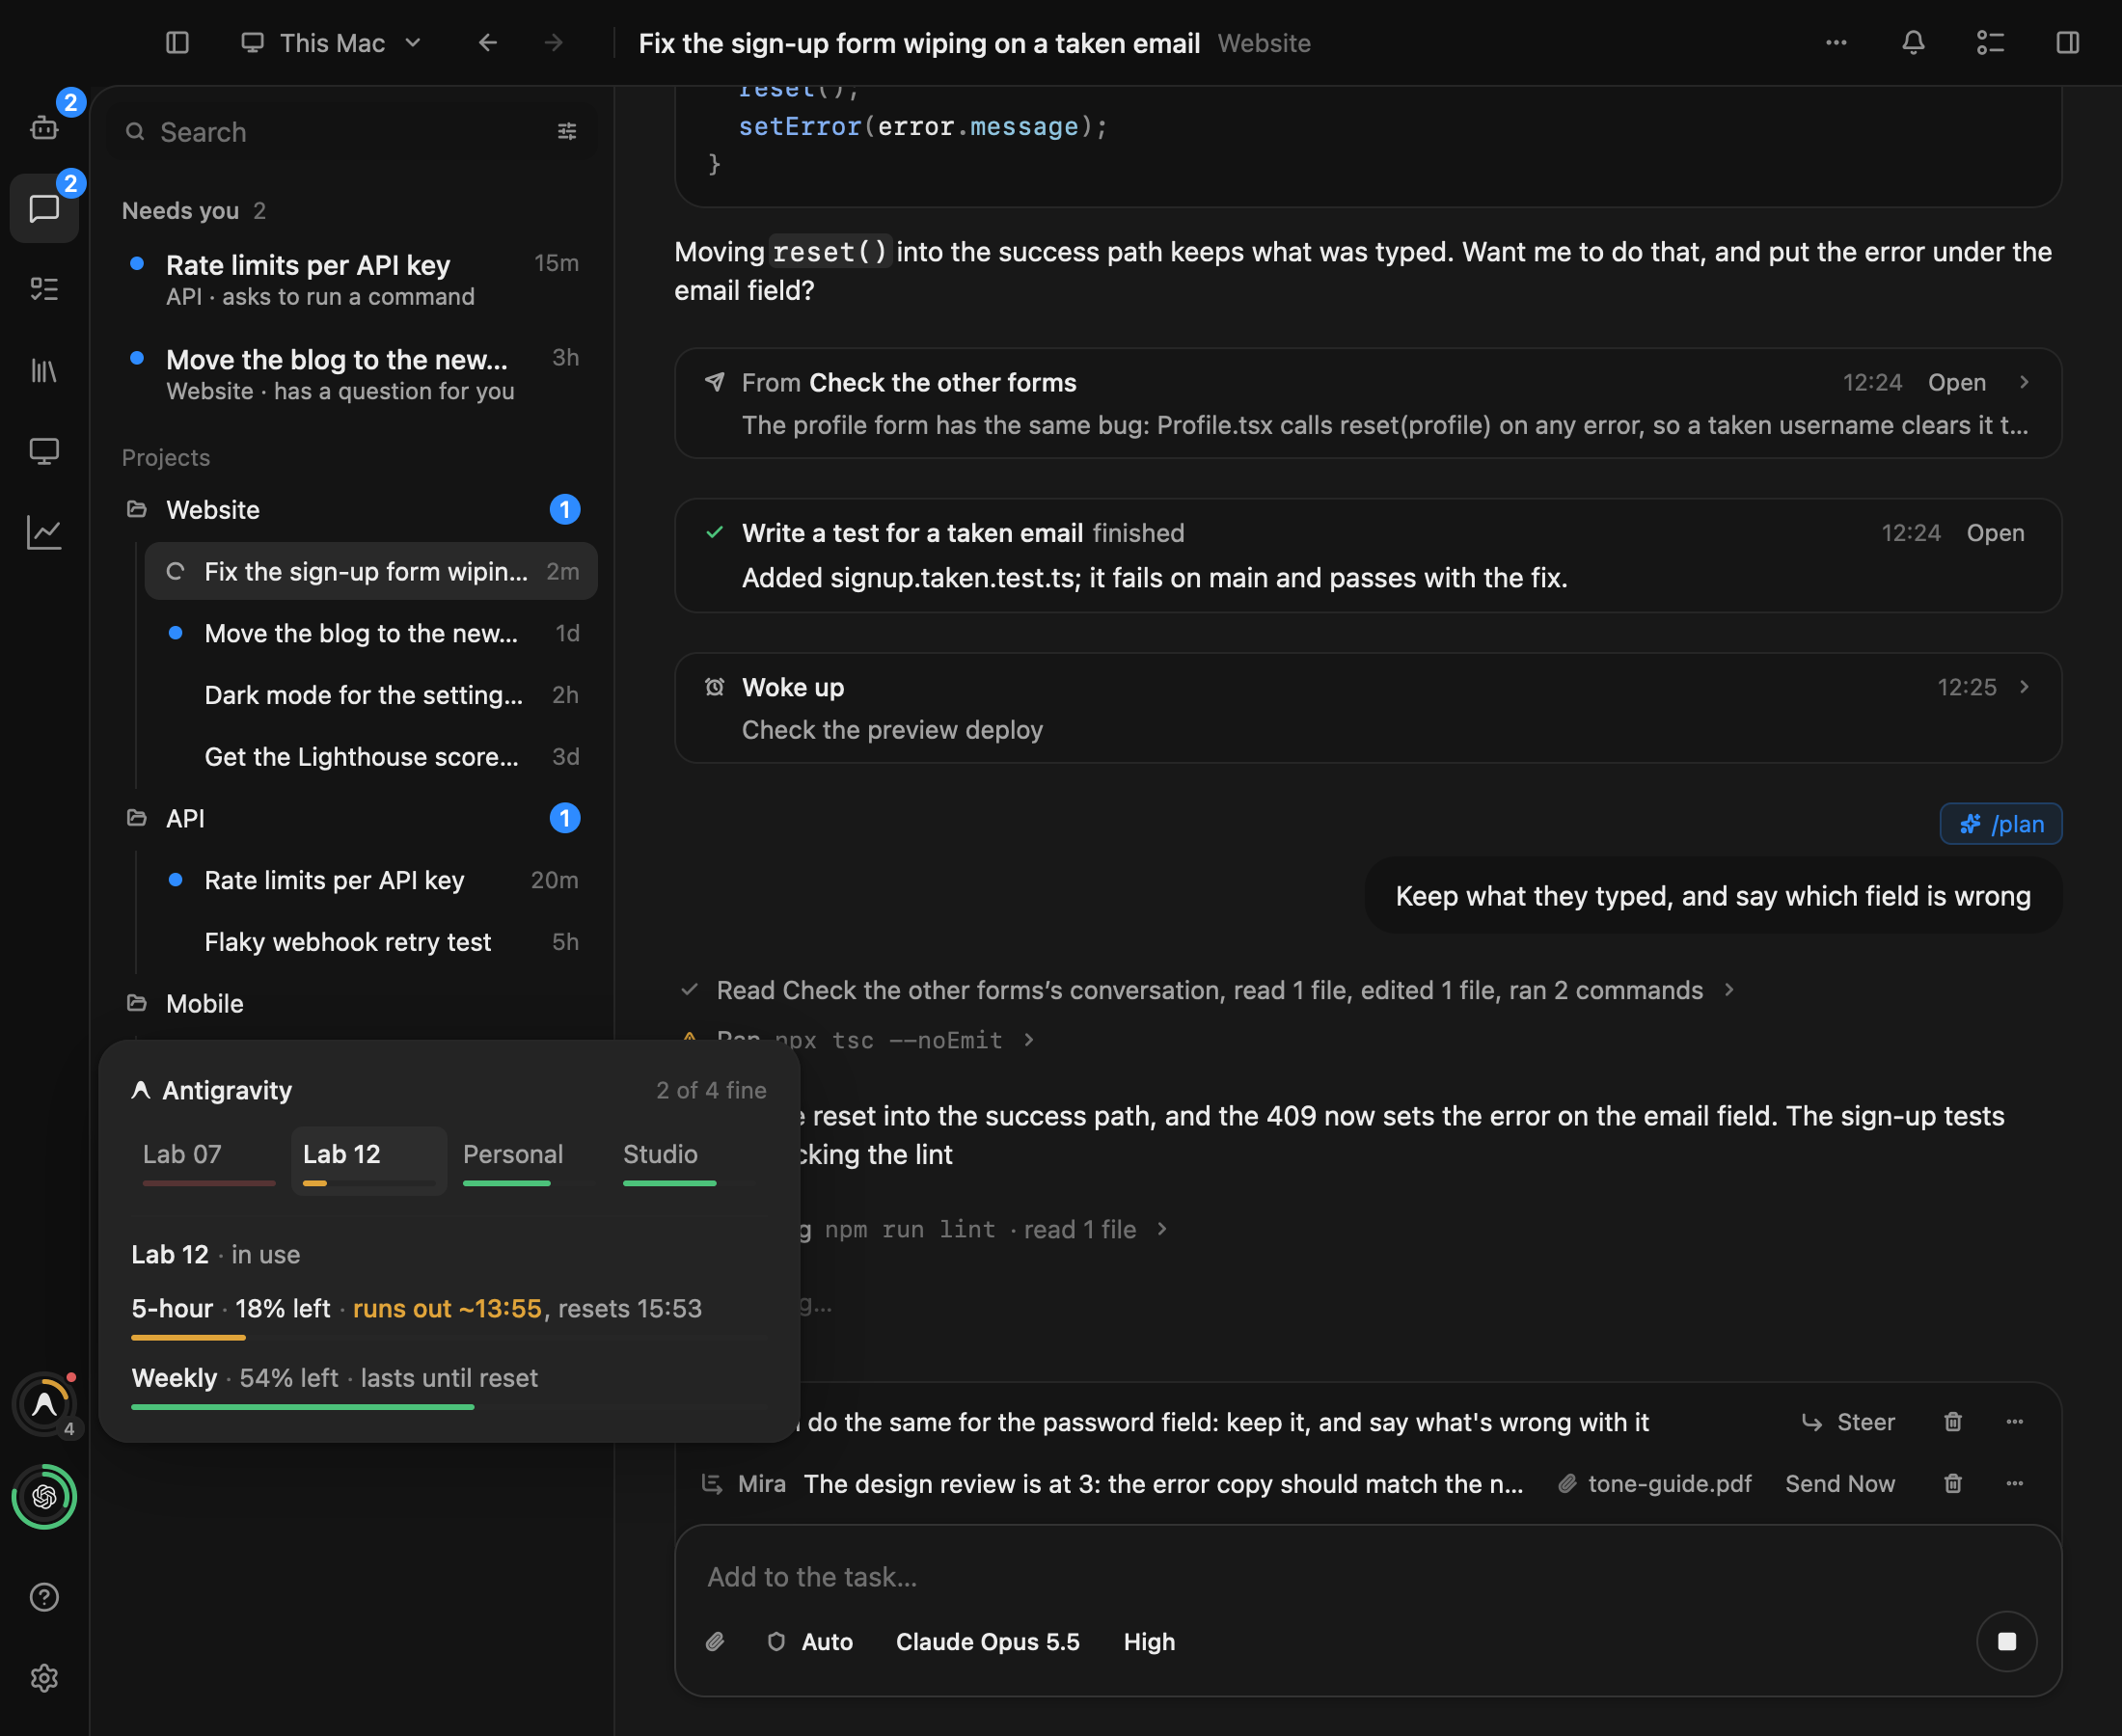 This Mac
Fix the sign-up form wiping on a taken email Website
2
2
Search
Needs you 2
Rate limits per API key 15m
API · asks to run a command
Move the blog to the new... 3h
Website · has a question for you
Projects
Website 1
Fix the sign-up form wipin... 2m
Move the blog to the new... 1d
Dark mode for the setting... 2h
Get the Lighthouse score... 3d
API 1
Rate limits per API key 20m
Flaky webhook retry test 5h
Mobile
reset();
setError(error.message);
}
Moving reset() into the success path keeps what was typed. Want me to do that, and put the error under the
email field?
From Check the other forms 12:24 Open
The profile form has the same bug: Profile.tsx calls reset(profile) on any error, so a taken username clears it t...
Write a test for a taken email finished 12:24 Open
Added signup.taken.test.ts; it fails on main and passes with the fix.
Woke up 12:25
Check the preview deploy
/plan
Keep what they typed, and say which field is wrong
Read Check the other forms’s conversation, read 1 file, edited 1 file, ran 2 commands
Ran npx tsc --noEmit
reset into the success path, and the 409 now sets the error on the email field. The sign-up tests
the lint
npm run lint · read 1 file
Antigravity 2 of 4 fine
Lab 07 Lab 12 Personal Studio
Lab 12 · in use
5-hour · 18% left · runs out ~13:55, resets 15:53
Weekly · 54% left · lasts until reset
4
do the same for the password field: keep it, and say what's wrong with it Steer
Mira The design review is at 3: the error copy should match the n... tone-guide.pdf Send Now
Add to the task...
Auto Claude Opus 5.5 High